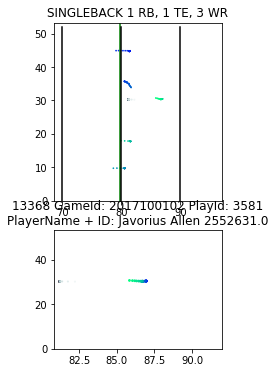 SINGLEBACK 1 RB, 1 TE, 3 WR
50
40
30
20
10
0
70 80 90
13368 GameId: 2017100102 PlayId: 3581
PlayerName + ID: Javorius Allen 2552631.0
40
20
0
82.5 85.0 87.5 90.0